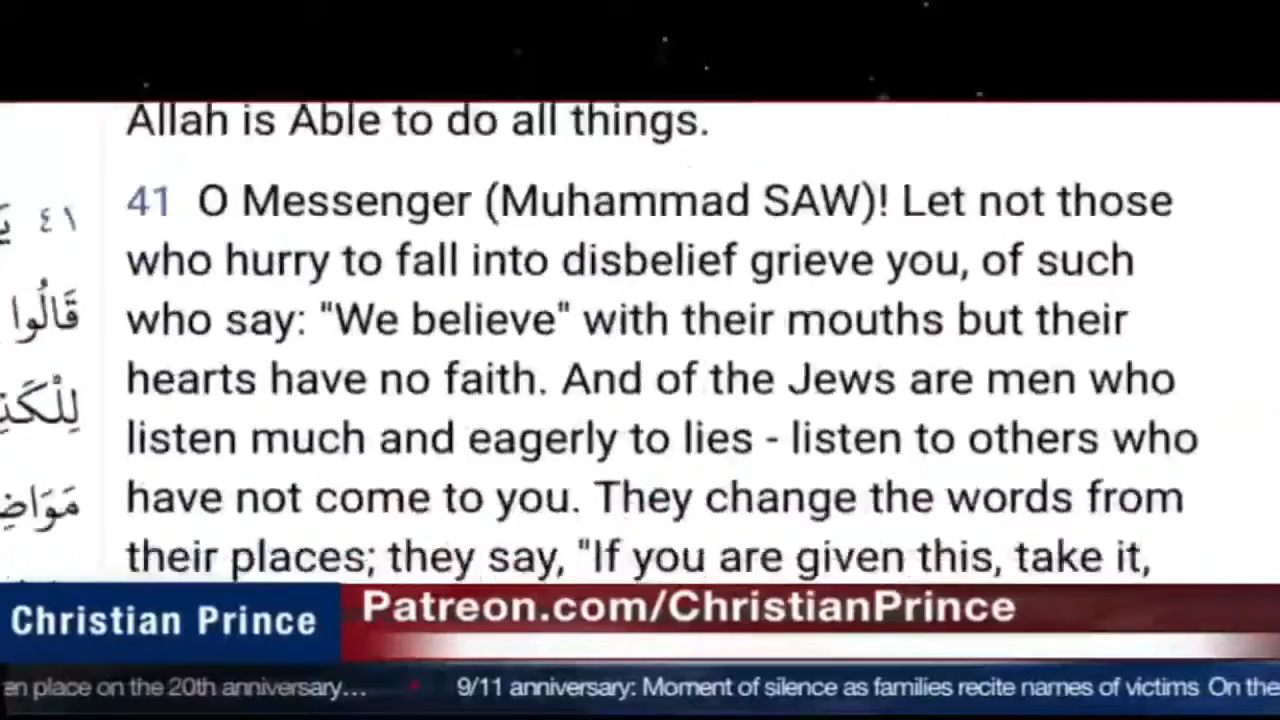 Allah is Able to do all things.
41 O Messenger (Muhammad SAW)! Let not those
who hurry to fall into disbelief grieve you, of such
who say: "We believe" with their mouths but their
hearts have no faith. And of the Jews are men who
listen much and eagerly to lies - listen to others who
have not come to you. They change the words from
their places; they say, "If you are given this, take it,
٤١
قَالُوا
Christian Prince
Patreon.com/ChristianPrince
en place on the 20th anniversary...
9/11 anniversary: Moment of silence as families recite names of victims On the